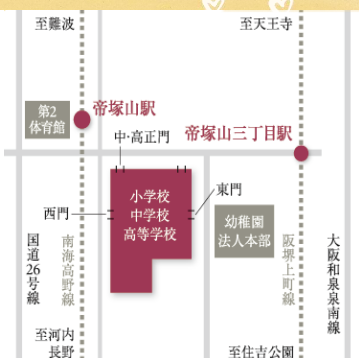 至難波
至天王寺
第2
体育館
帝塚山駅
中・高正門
帝塚山三丁目駅
小学校
中学校
高等学校
東門
西門
幼稚園
法人本部
国道26号線
南海高野線
阪堺上町線
大阪和泉泉南線
至河内
長野
至住吉公園